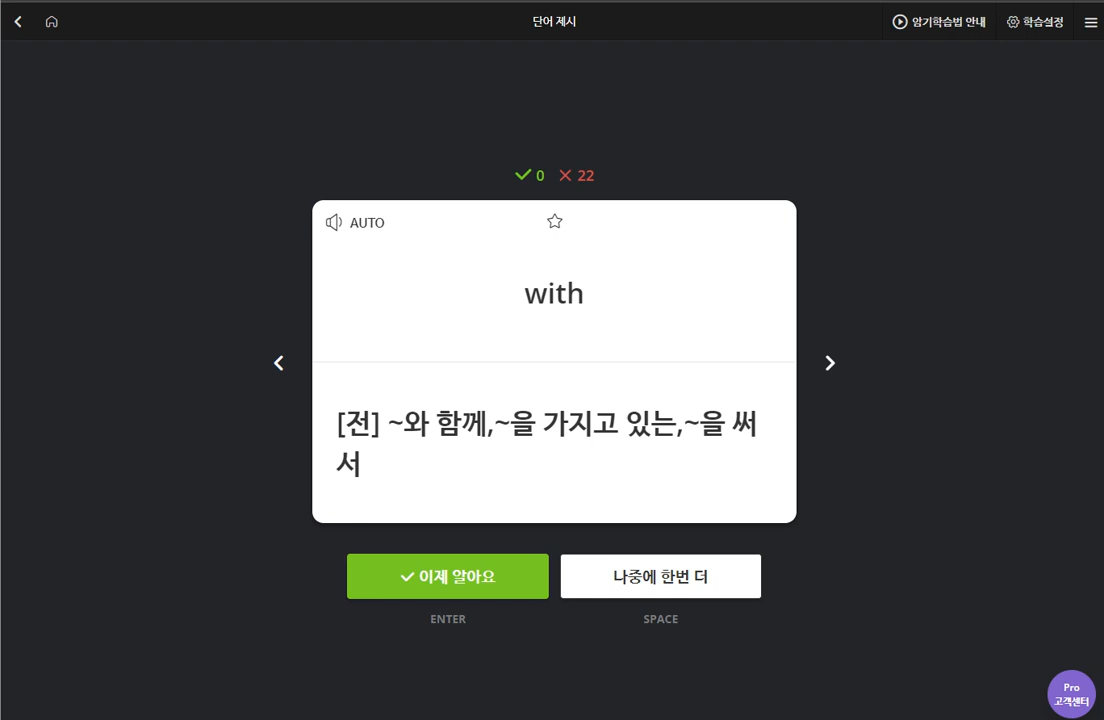 단어 제시
암기학습법 안내
학습설정
0
22
AUTO
with
[전] ~와 함께,~을 가지고 있는,~을 써
서
이제 알아요
나중에 한번 더
ENTER
SPACE
Pro
고객센터